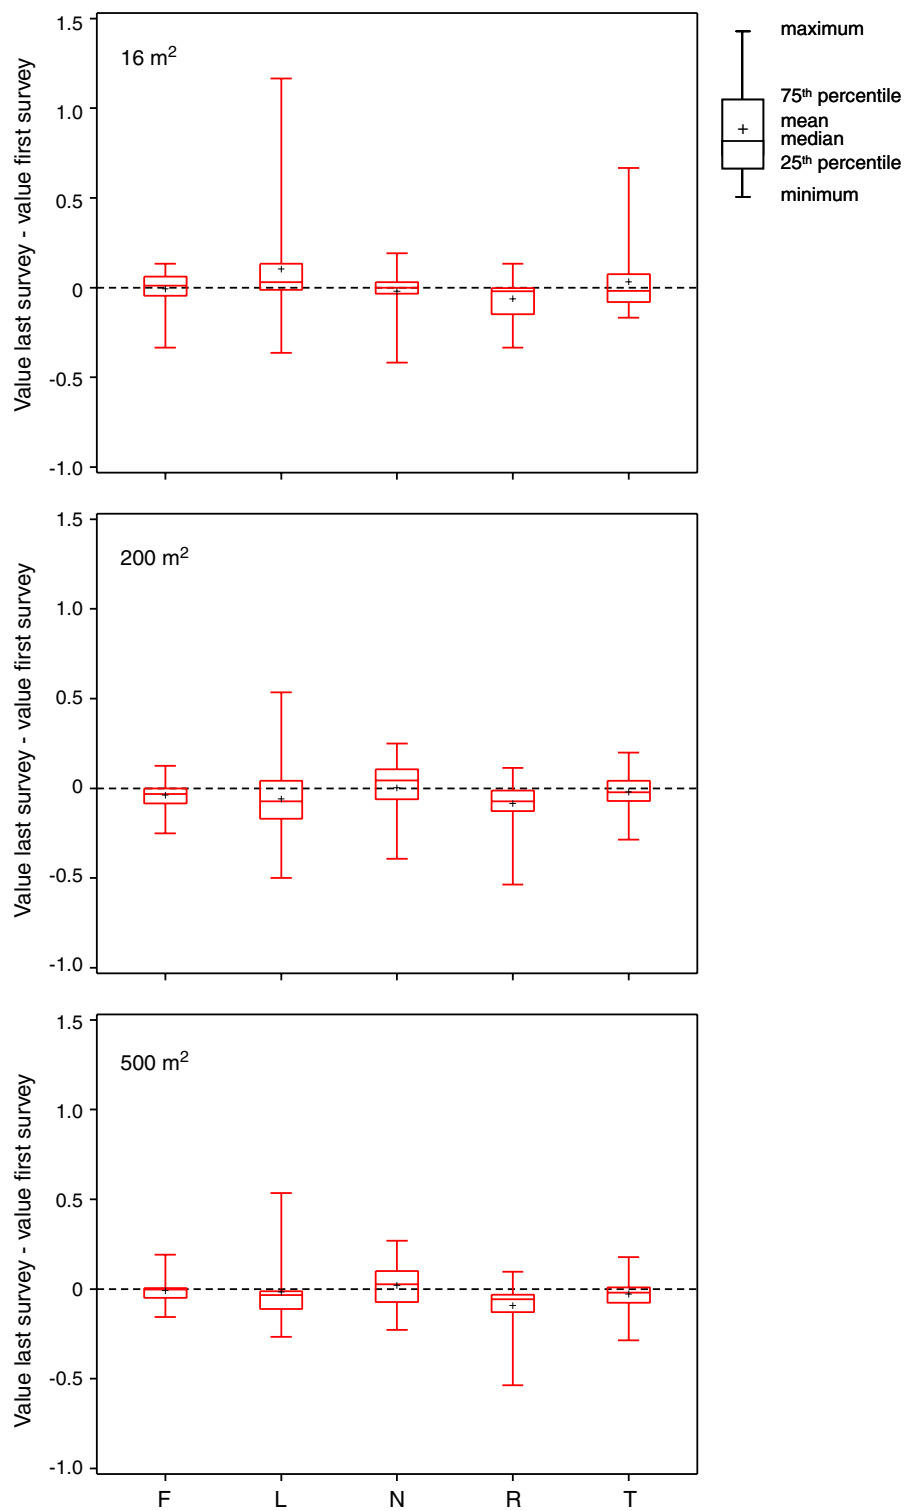 Value last survey - value first survey
16 m²
1.5
1.0
0.5
0
-0.5
-1.0
maximum
75th percentile
mean
median
25th percentile
minimum
Value last survey - value first survey
200 m²
1.5
1.0
0.5
0
-0.5
-1.0
Value last survey - value first survey
500 m²
1.5
1.0
0.5
0
-0.5
-1.0
F L N R T